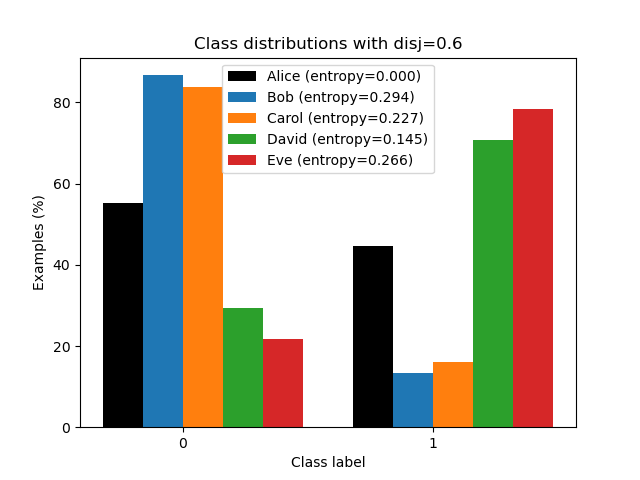 Class distributions with disj=0.6
Alice (entropy=0.000)
Bob (entropy=0.294)
Carol (entropy=0.227)
David (entropy=0.145)
Eve (entropy=0.266)
80
60
40
20
0
Examples (%)
0 1
Class label